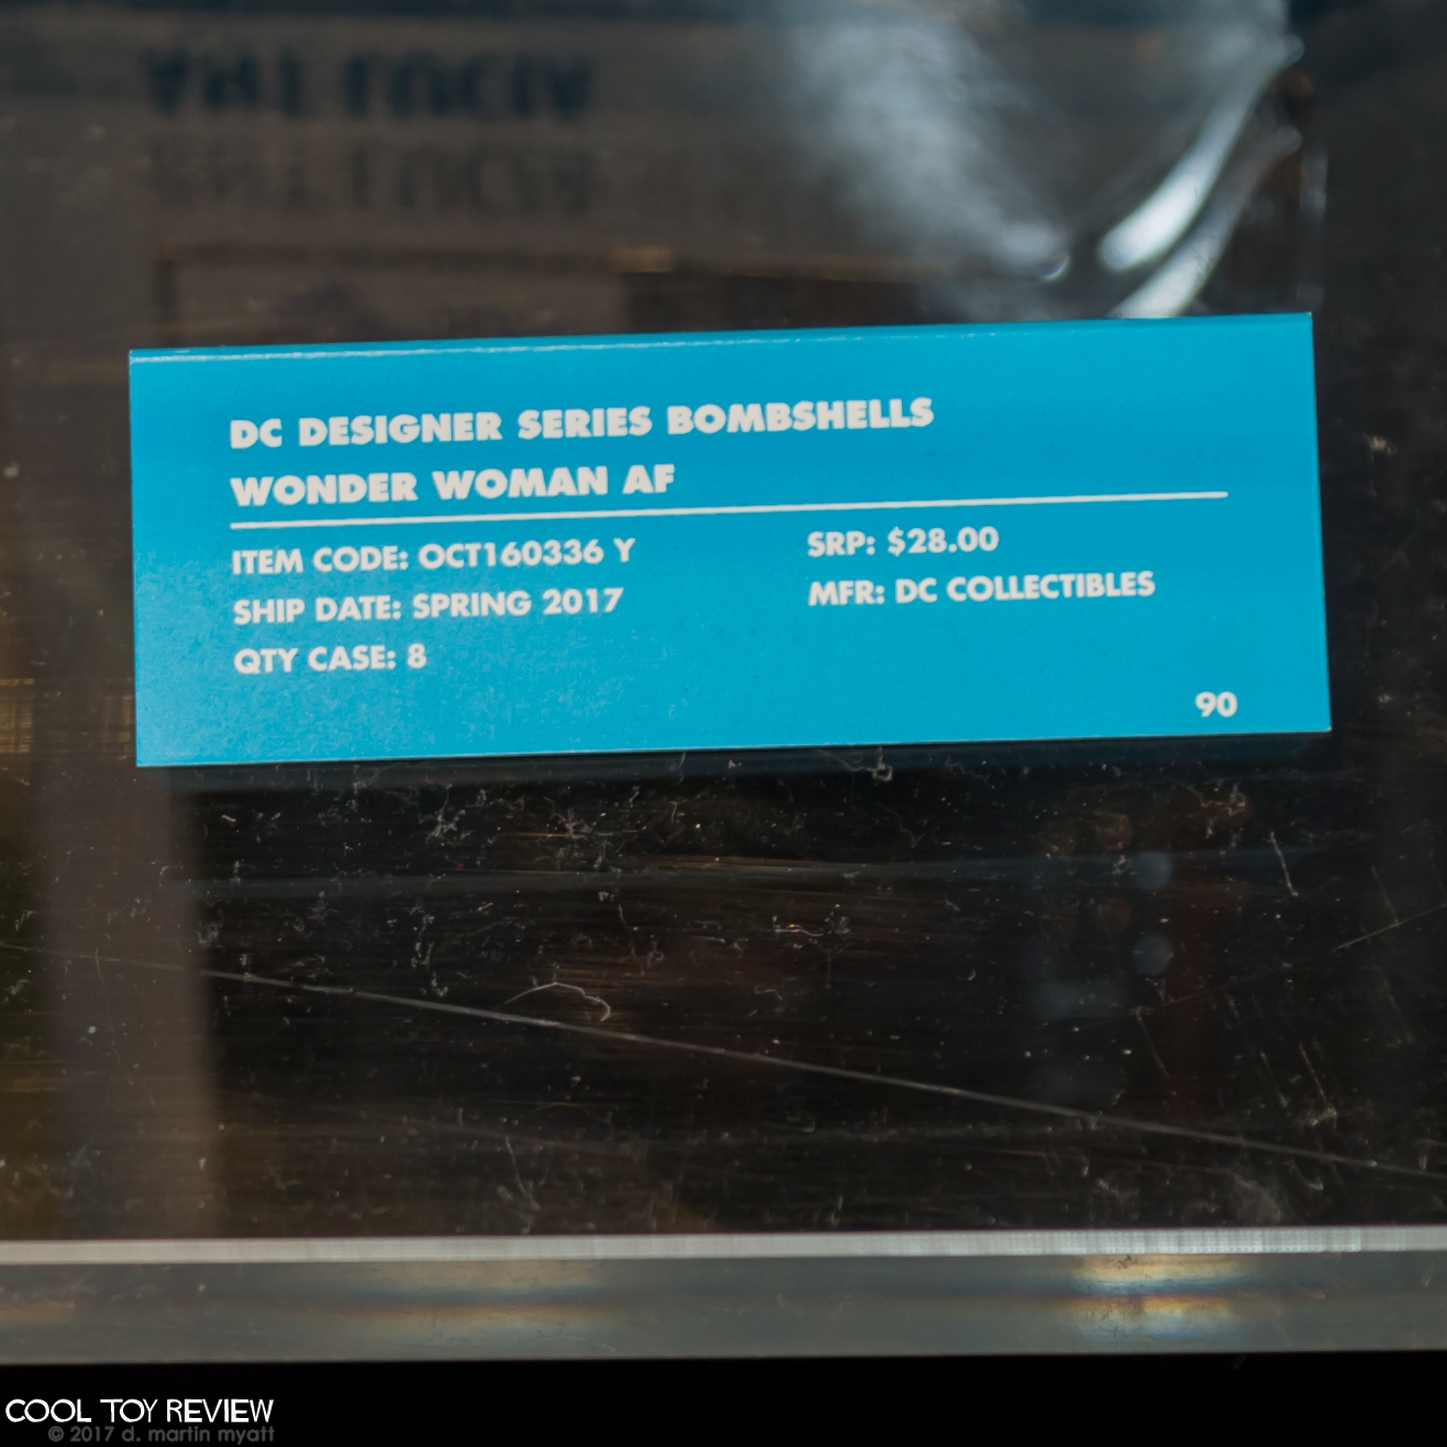 DC DESIGNER SERIES BOMBSHELLS
WONDER WOMAN AF
ITEM CODE: OCT160336 Y
SHIP DATE: SPRING 2017
QTY CASE: 8
SRP: $28.00
MFR: DC COLLECTIBLES
90
COOL TOY REVIEW
© 2017 d. martin myatt